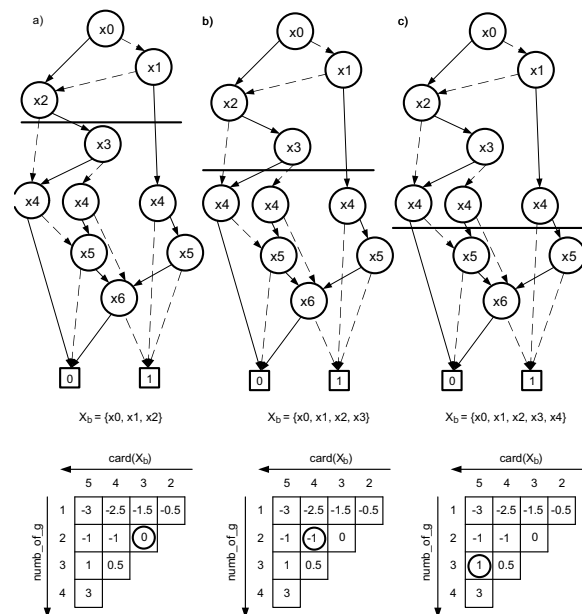 a) b) c)
x0 x0 x0
x1 x1 x1
x2 x2 x2
x3 x3 x3
x4 x4 x4 x4 x4 x4 x4 x4 x4
x5 x5 x5 x5 x5 x5
x6 x6 x6
0 1 0 1 0 1
Xb = {x0, x1, x2} Xb = {x0, x1, x2, x3} Xb = {x0, x1, x2, x3, x4}
card(Xb) card(Xb) card(Xb)
5 4 3 2 5 4 3 2 5 4 3 2
numb_of_g numb_of_g numb_of_g
1 -3 -2.5 -1.5 -0.5 1 -3 -2.5 -1.5 -0.5 1 -3 -2.5 -1.5 -0.5
2 -1 -1 0 2 -1 -1 0 2 -1 -1 0
3 1 0.5 3 1 0.5 3 1 0.5
4 3 4 3 4 3